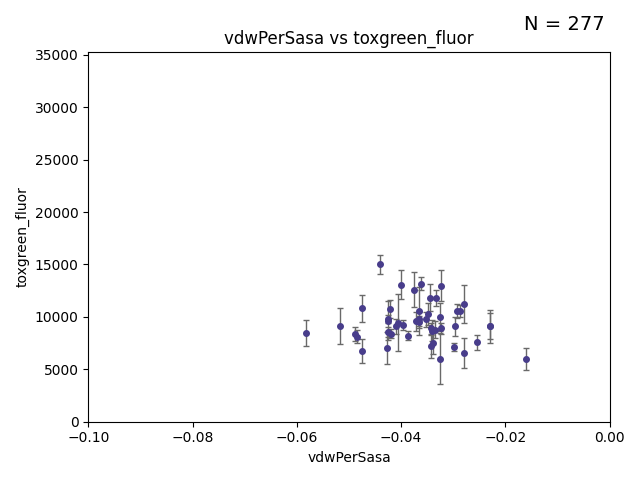 N = 277
vdwPerSasa vs toxgreen_fluor
35000
30000
25000
20000
15000
10000
5000
0
toxgreen_fluor
−0.10 −0.08 −0.06 −0.04 −0.02 0.00
vdwPerSasa